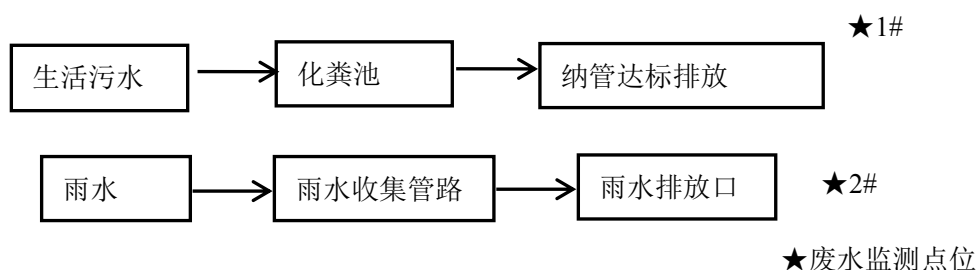 ★1#
生活污水
化粪池
纳管达标排放
雨水
雨水收集管路
雨水排放口
★2#
★废水监测点位